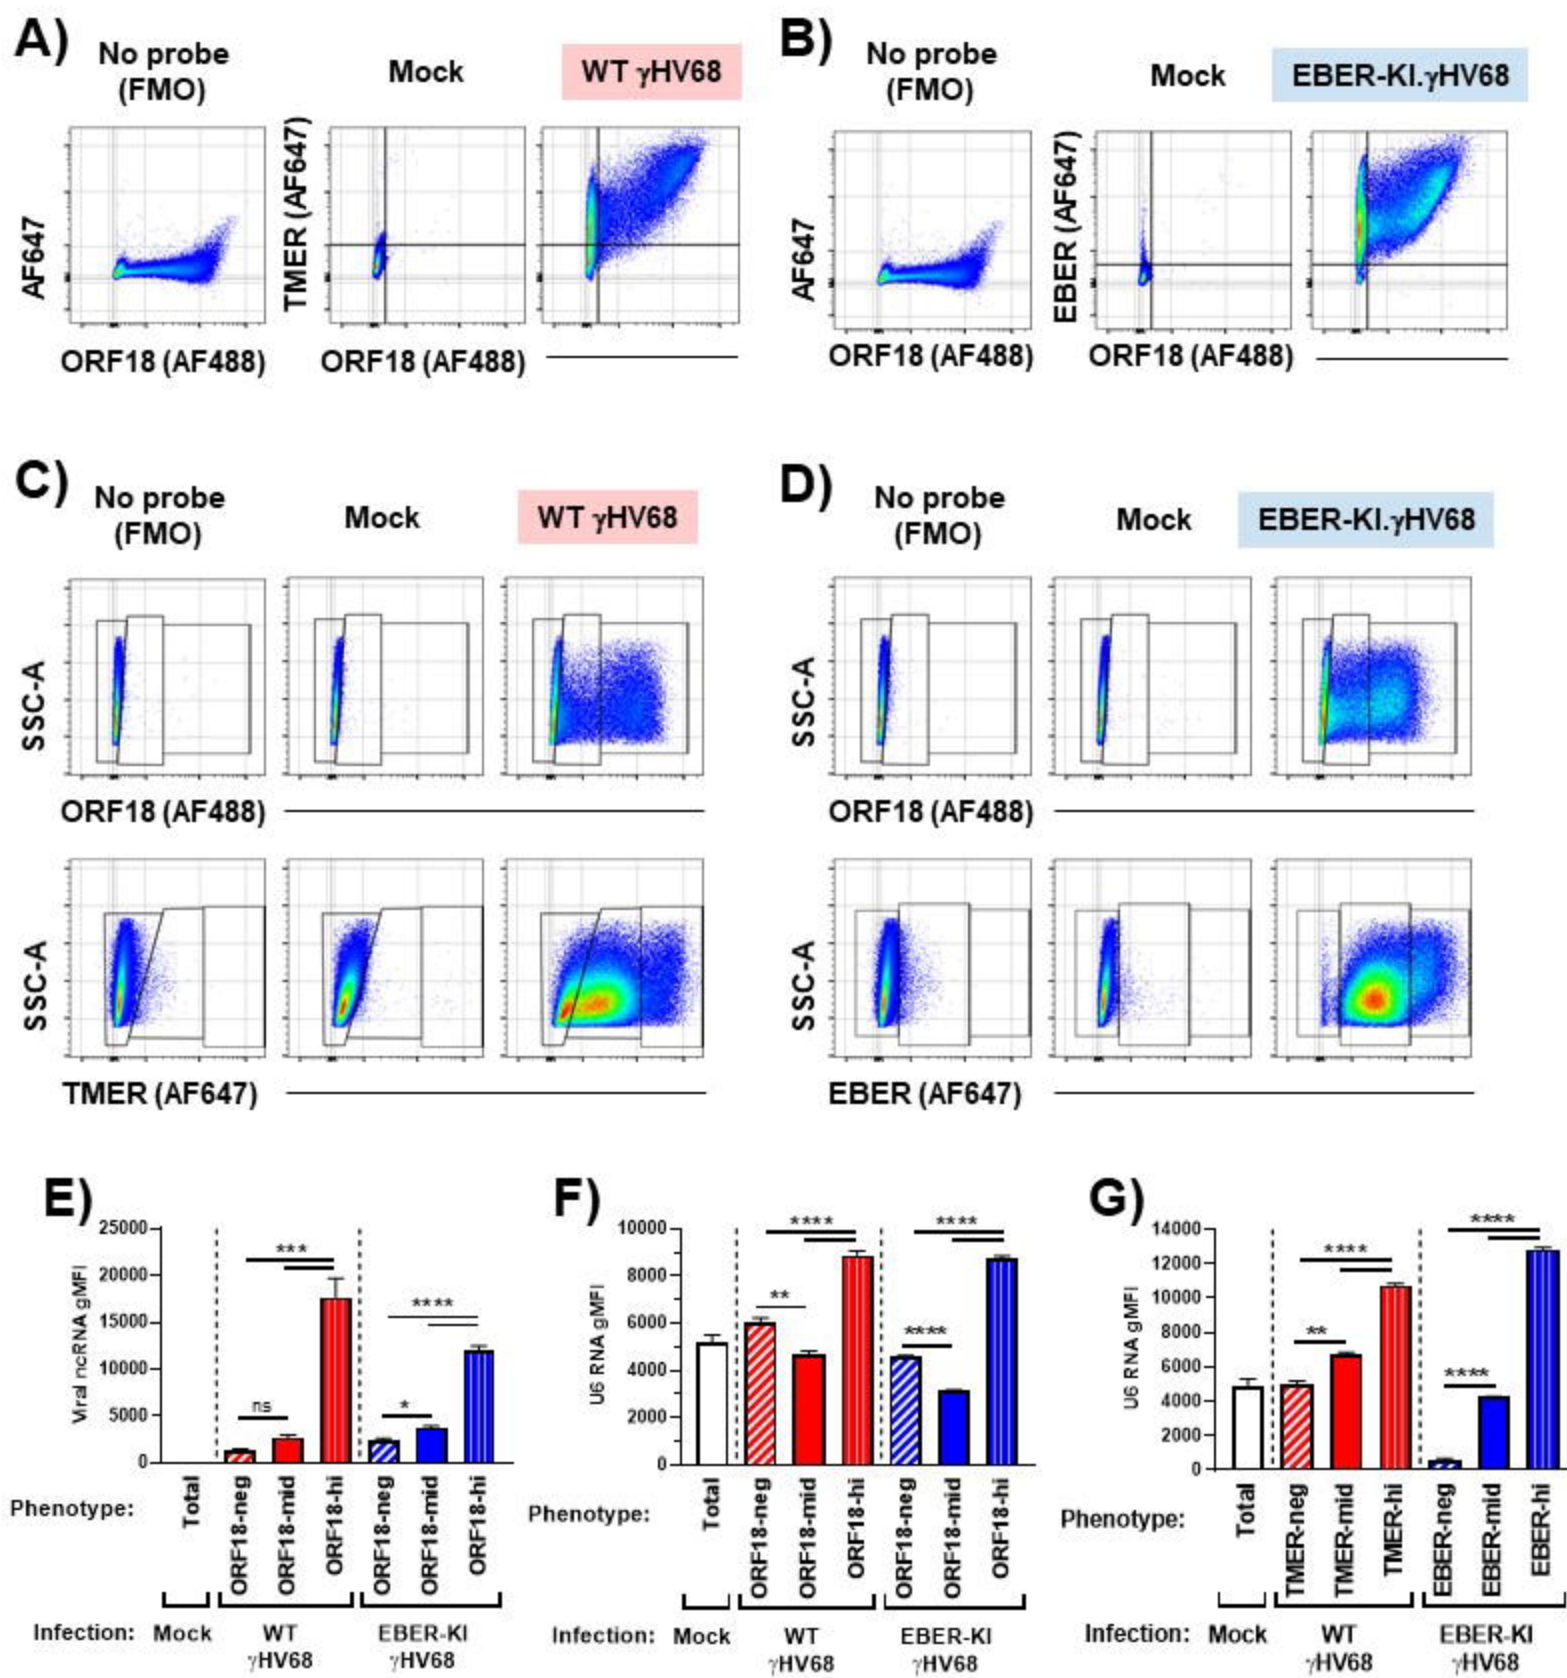 A)
No probe
(FMO)
Mock
WT γHV68
AF647
ORF18 (AF488)
TMER (AF647)
ORF18 (AF488)
B)
No probe
(FMO)
Mock
EBER-KI.γHV68
AF647
ORF18 (AF488)
EBER (AF647)
ORF18 (AF488)
C)
No probe
(FMO)
Mock
WT γHV68
SSC-A
ORF18 (AF488)
SSC-A
TMER (AF647)
D)
No probe
(FMO)
Mock
EBER-KI.γHV68
SSC-A
ORF18 (AF488)
SSC-A
EBER (AF647)
E)
Viral ncRNA gMFI
25000
20000
15000
10000
5000
0
***
ns
****
*
Phenotype:
Total
ORF18-neg
ORF18-mid
ORF18-hi
ORF18-neg
ORF18-mid
ORF18-hi
Infection:
Mock
WT
γHV68
EBER-KI
γHV68
F)
U6 RNA gMFI
10000
8000
6000
4000
2000
0
****
**
****
****
Phenotype:
Total
ORF18-neg
ORF18-mid
ORF18-hi
ORF18-neg
ORF18-mid
ORF18-hi
Infection:
Mock
WT
γHV68
EBER-KI
γHV68
G)
U6 RNA gMFI
14000
12000
10000
8000
6000
4000
2000
0
****
**
****
****
Phenotype:
Total
TMER-neg
TMER-mid
TMER-hi
EBER-neg
EBER-mid
EBER-hi
Infection:
Mock
WT
γHV68
EBER-KI
γHV68